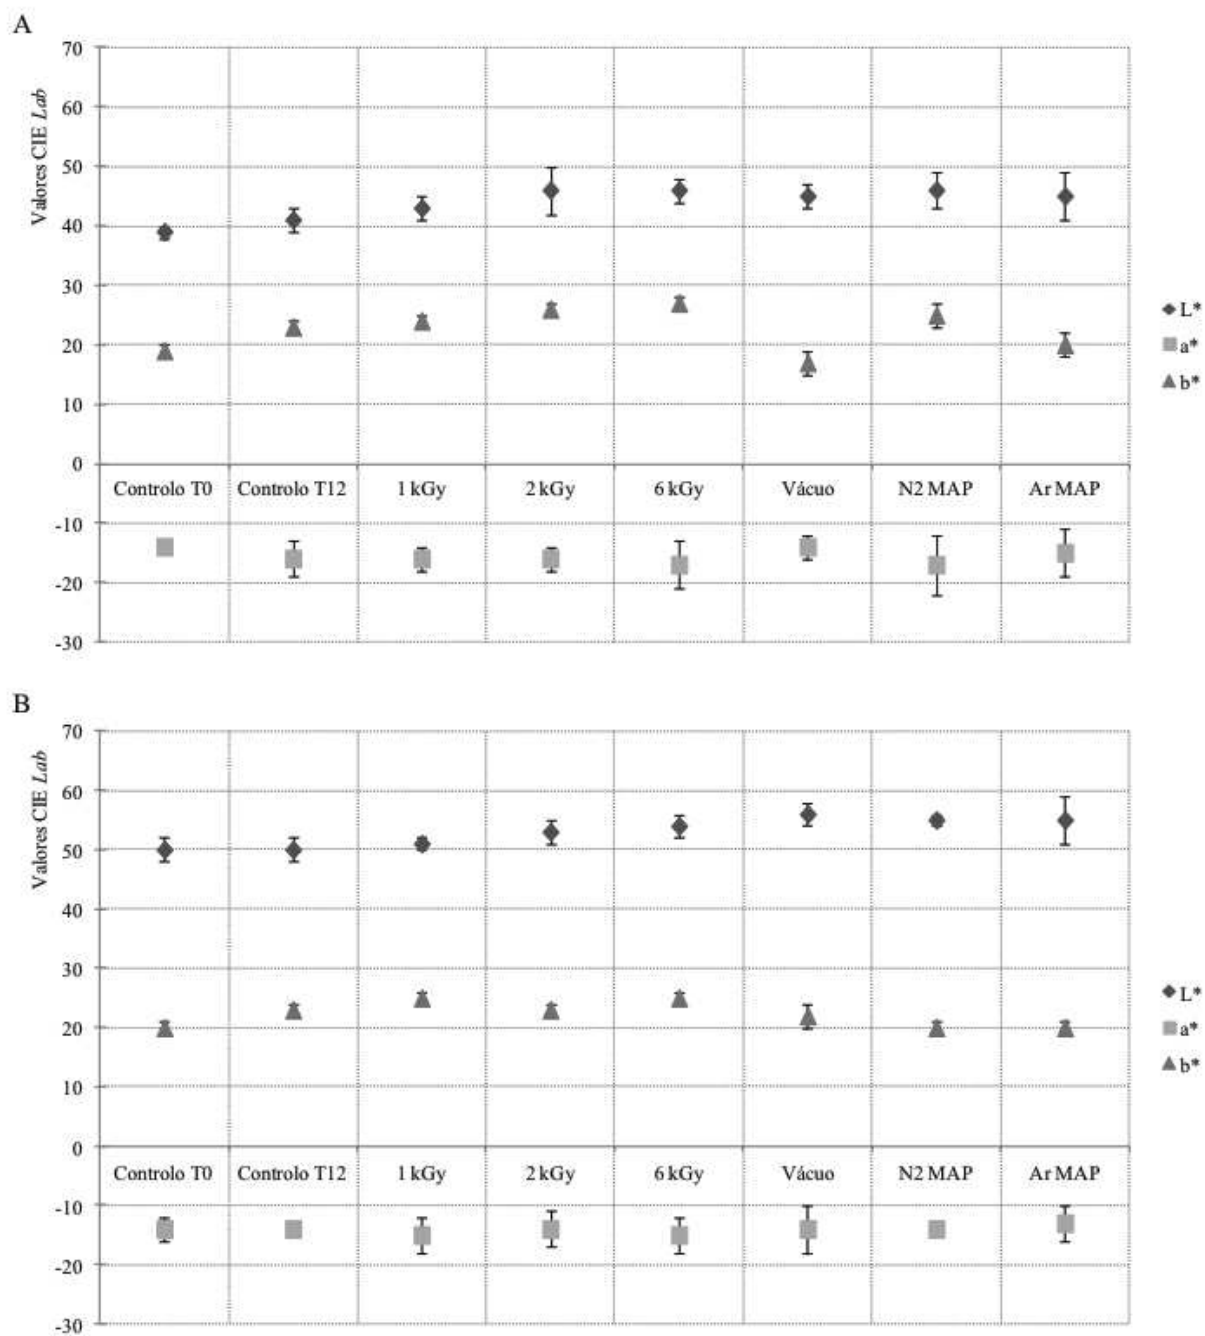 A
70
60
50
40
30
20
10
0
-10
-20
-30
Valores CIE Lab
Controlo T0 Controlo T12 1 kGy 2 kGy 6 kGy Vácuo N2 MAP Ar MAP
L*
a*
b*
B
70
60
50
40
30
20
10
0
-10
-20
-30
Valores CIE Lab
Controlo T0 Controlo T12 1 kGy 2 kGy 6 kGy Vácuo N2 MAP Ar MAP
L*
a*
b*